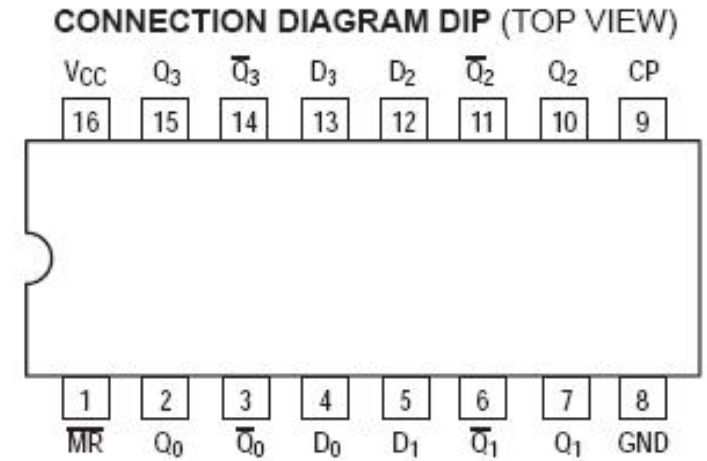 CONNECTION DIAGRAM DIP (TOP VIEW)
VCC Q3 Q̅3 D3 D2 Q̅2 Q2 CP
16 15 14 13 12 11 10 9
1 2 3 4 5 6 7 8
M̅R̅ Q0 Q̅0 D0 D1 Q̅1 Q1 GND